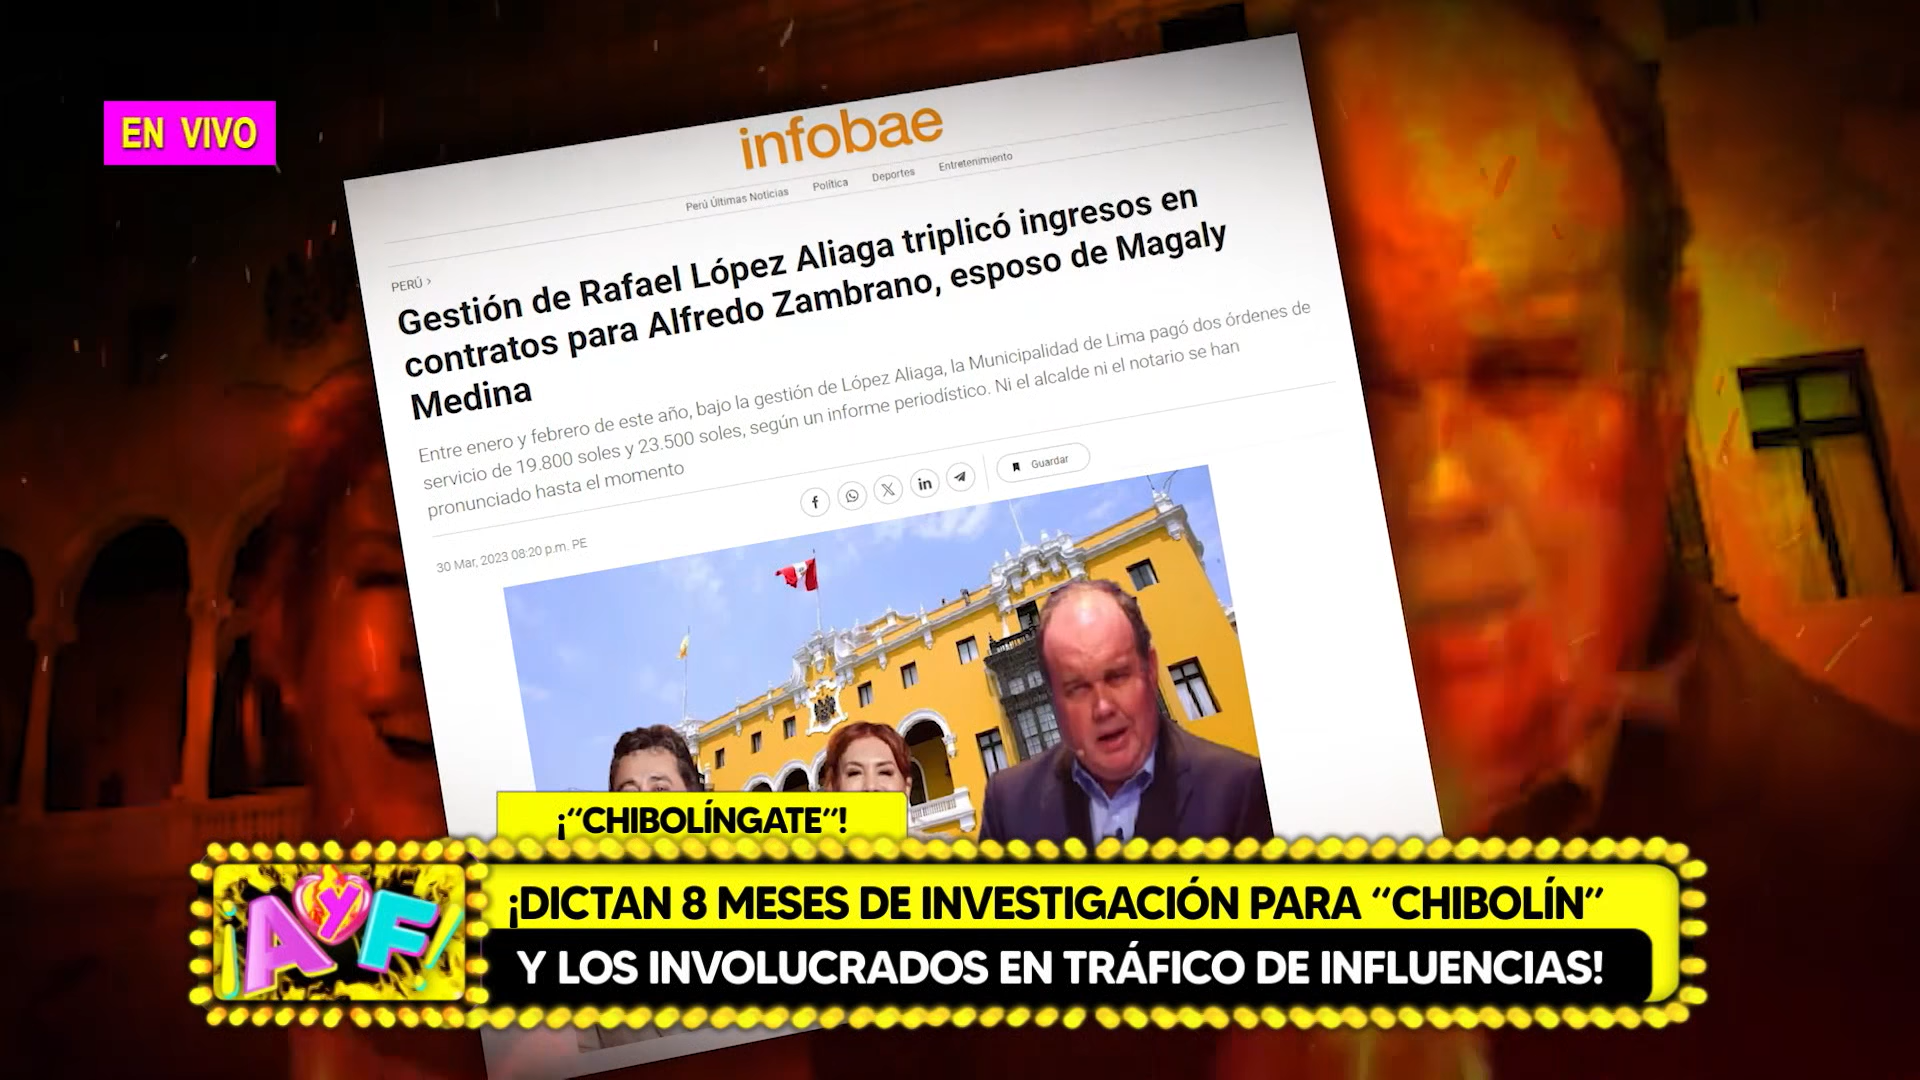 EN VIVO
infobae
Perú Últimas Noticias Política Deportes Entretenimiento
PERÚ >
Gestión de Rafael López Aliaga triplicó ingresos en
contratos para Alfredo Zambrano, esposo de Magaly
Medina
Entre enero y febrero de este año, bajo la gestión de López Aliaga, la Municipalidad de Lima pagó dos órdenes de
servicio de 19.800 soles y 23.500 soles, según un informe periodístico. Ni el alcalde ni el notario se han
pronunciado hasta el momento
Guardar
30 Mar, 2023 08:20 p.m. PE
¡“CHIBOLÍNGATE”!
¡AyF!
¡DICTAN 8 MESES DE INVESTIGACIÓN PARA “CHIBOLÍN”
Y LOS INVOLUCRADOS EN TRÁFICO DE INFLUENCIAS!